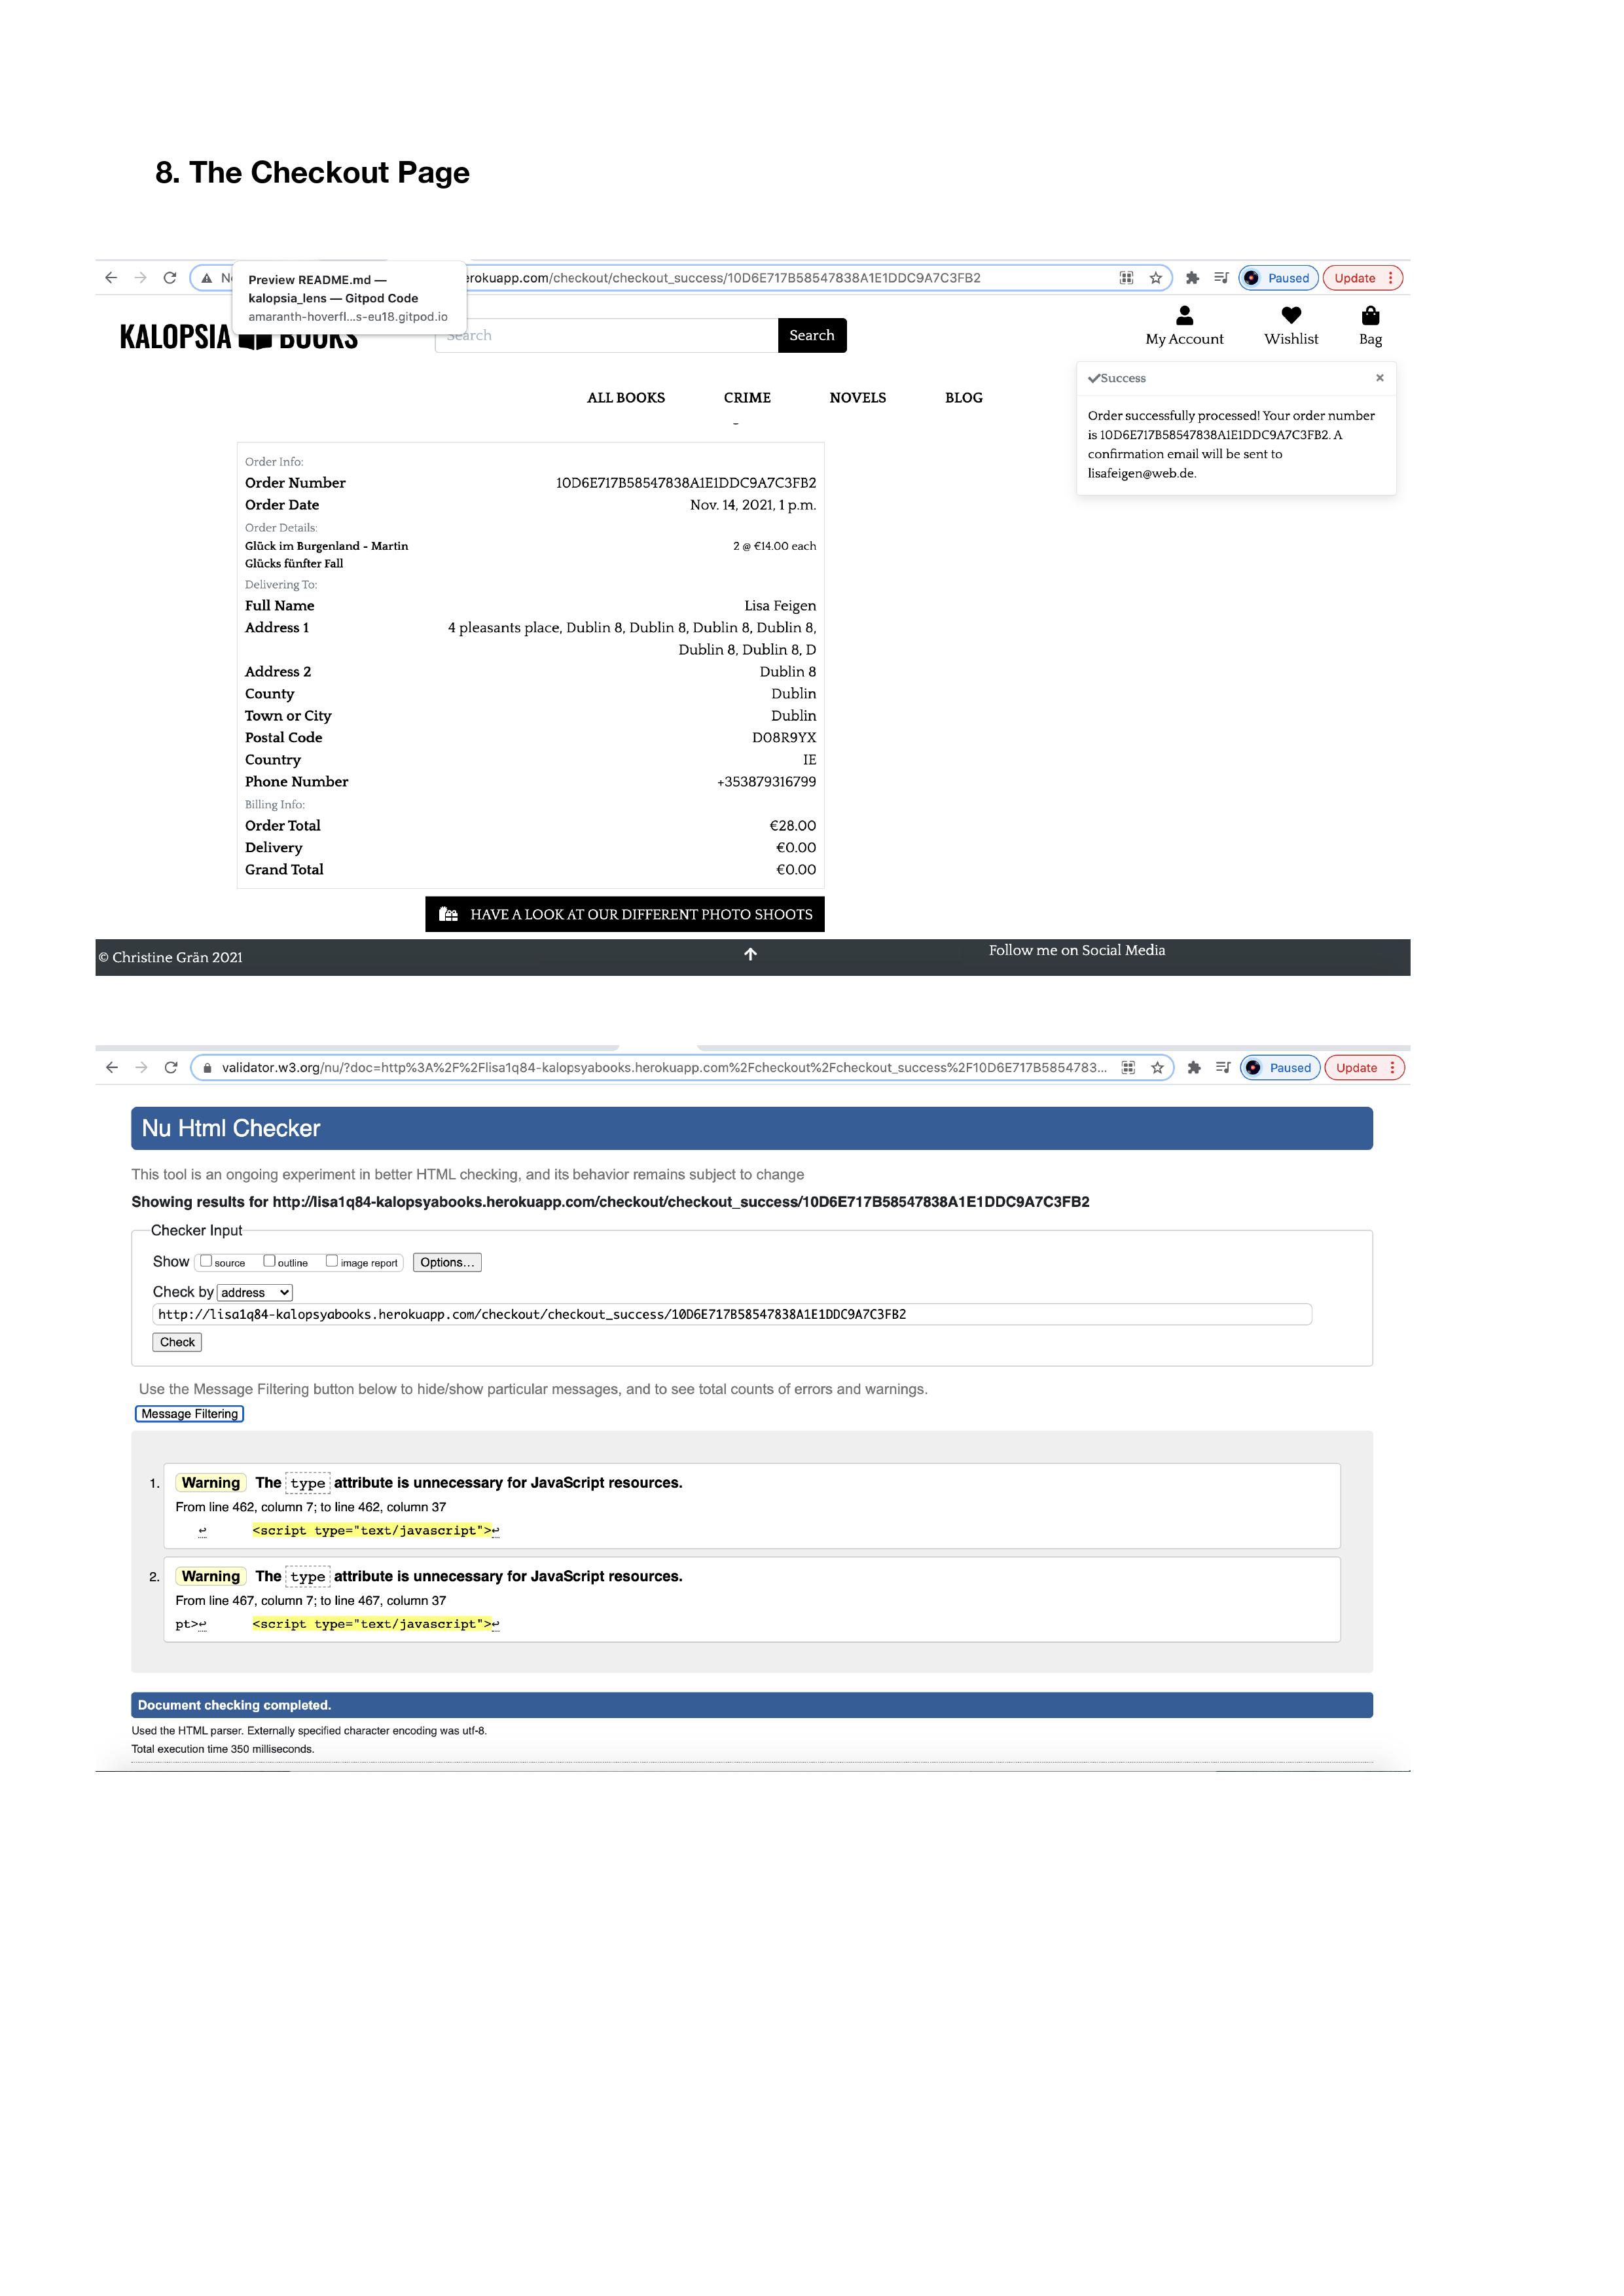 8. The Checkout Page
Ne
Preview README.md —
kalopsia_lens — Gitpod Code
amaranth-hoverfl...s-eu18.gitpod.io
erokuapp.com/checkout/checkout_success/10D6E717B58547838A1E1DDC9A7C3FB2
Paused
Update
KALOPSIA BOOKS
Search
Search
My Account
Wishlist
Bag
Success
×
Order successfully processed! Your order number
is 10D6E717B58547838A1E1DDC9A7C3FB2. A
confirmation email will be sent to
lisafeigen@web.de.
ALL BOOKS
CRIME
NOVELS
BLOG
-
Order Info:
Order Number 10D6E717B58547838A1E1DDC9A7C3FB2
Order Date Nov. 14, 2021, 1 p.m.
Order Details:
Glück im Burgenland - Martin 2 @ €14.00 each
Glücks fünfter Fall
Delivering To:
Full Name Lisa Feigen
Address 1 4 pleasants place, Dublin 8, Dublin 8, Dublin 8, Dublin 8,
Dublin 8, Dublin 8, D
Address 2 Dublin 8
County Dublin
Town or City Dublin
Postal Code D08R9YX
Country IE
Phone Number +353879316799
Billing Info:
Order Total €28.00
Delivery €0.00
Grand Total €0.00
HAVE A LOOK AT OUR DIFFERENT PHOTO SHOOTS
© Christine Grän 2021
Follow me on Social Media
validator.w3.org/nu/?doc=http%3A%2F%2Flisa1q84-kalopsyabooks.herokuapp.com%2Fcheckout%2Fcheckout_success%2F10D6E717B5854783...
Paused
Update
Nu Html Checker
This tool is an ongoing experiment in better HTML checking, and its behavior remains subject to change
Showing results for http://lisa1q84-kalopsyabooks.herokuapp.com/checkout/checkout_success/10D6E717B58547838A1E1DDC9A7C3FB2
Checker Input
Show source outline image report Options...
Check by address
http://lisa1q84-kalopsyabooks.herokuapp.com/checkout/checkout_success/10D6E717B58547838A1E1DDC9A7C3FB2
Check
Use the Message Filtering button below to hide/show particular messages, and to see total counts of errors and warnings.
Message Filtering
1. Warning The type attribute is unnecessary for JavaScript resources.
From line 462, column 7; to line 462, column 37
↩ <script type="text/javascript">↩
2. Warning The type attribute is unnecessary for JavaScript resources.
From line 467, column 7; to line 467, column 37
pt>↩ <script type="text/javascript">↩
Document checking completed.
Used the HTML parser. Externally specified character encoding was utf-8.
Total execution time 350 milliseconds.